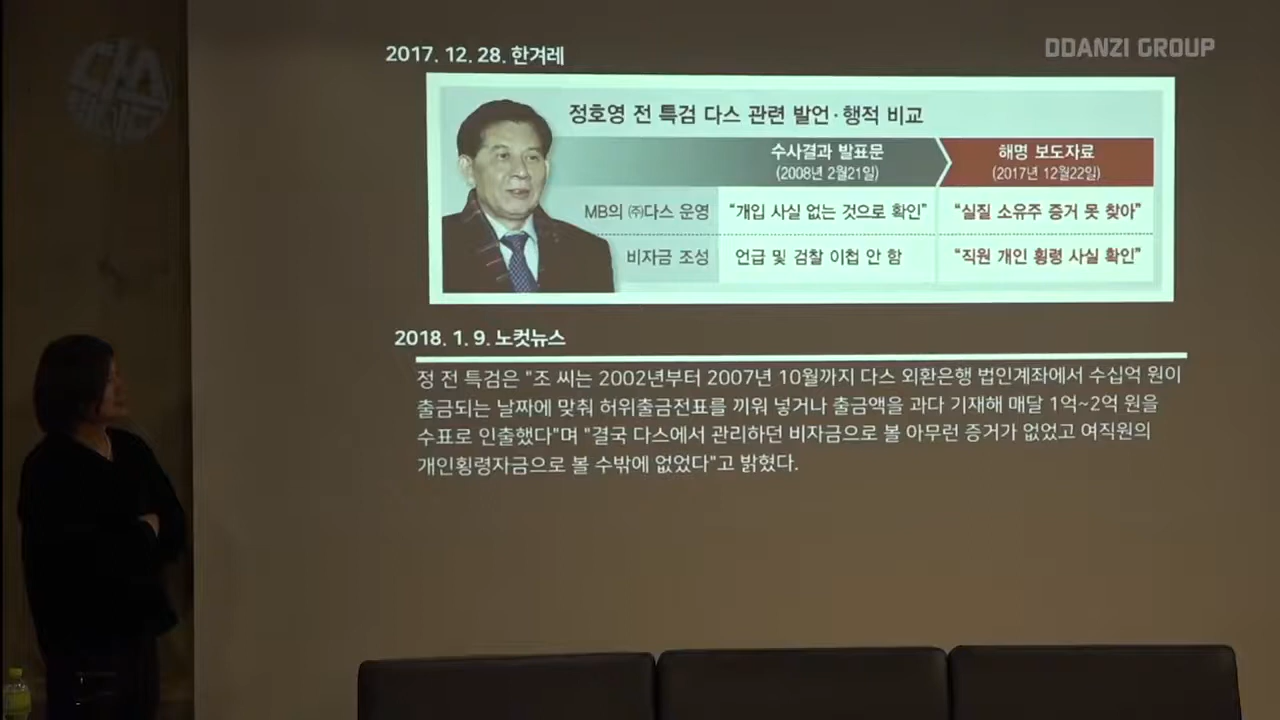 DDANZI GROUP
2017. 12. 28. 한겨레
정호영 전 특검 다스 관련 발언·행적 비교
수사결과 발표문
(2008년 2월21일)
해명 보도자료
(2017년 12월22일)
MB의 ㈜다스 운영
“개입 사실 없는 것으로 확인”
“실질 소유주 증거 못 찾아”
비자금 조성
언급 및 검찰 이첩 안 함
“직원 개인 횡령 사실 확인”
2018. 1. 9. 노컷뉴스
정 전 특검은 "조 씨는 2002년부터 2007년 10월까지 다스 외환은행 법인계좌에서 수십억 원이
출금되는 날짜에 맞춰 허위출금전표를 끼워 넣거나 출금액을 과다 기재해 매달 1억~2억 원을
수표로 인출했다"며 "결국 다스에서 관리하던 비자금으로 볼 아무런 증거가 없었고 여직원의
개인횡령자금으로 볼 수밖에 없었다"고 밝혔다.